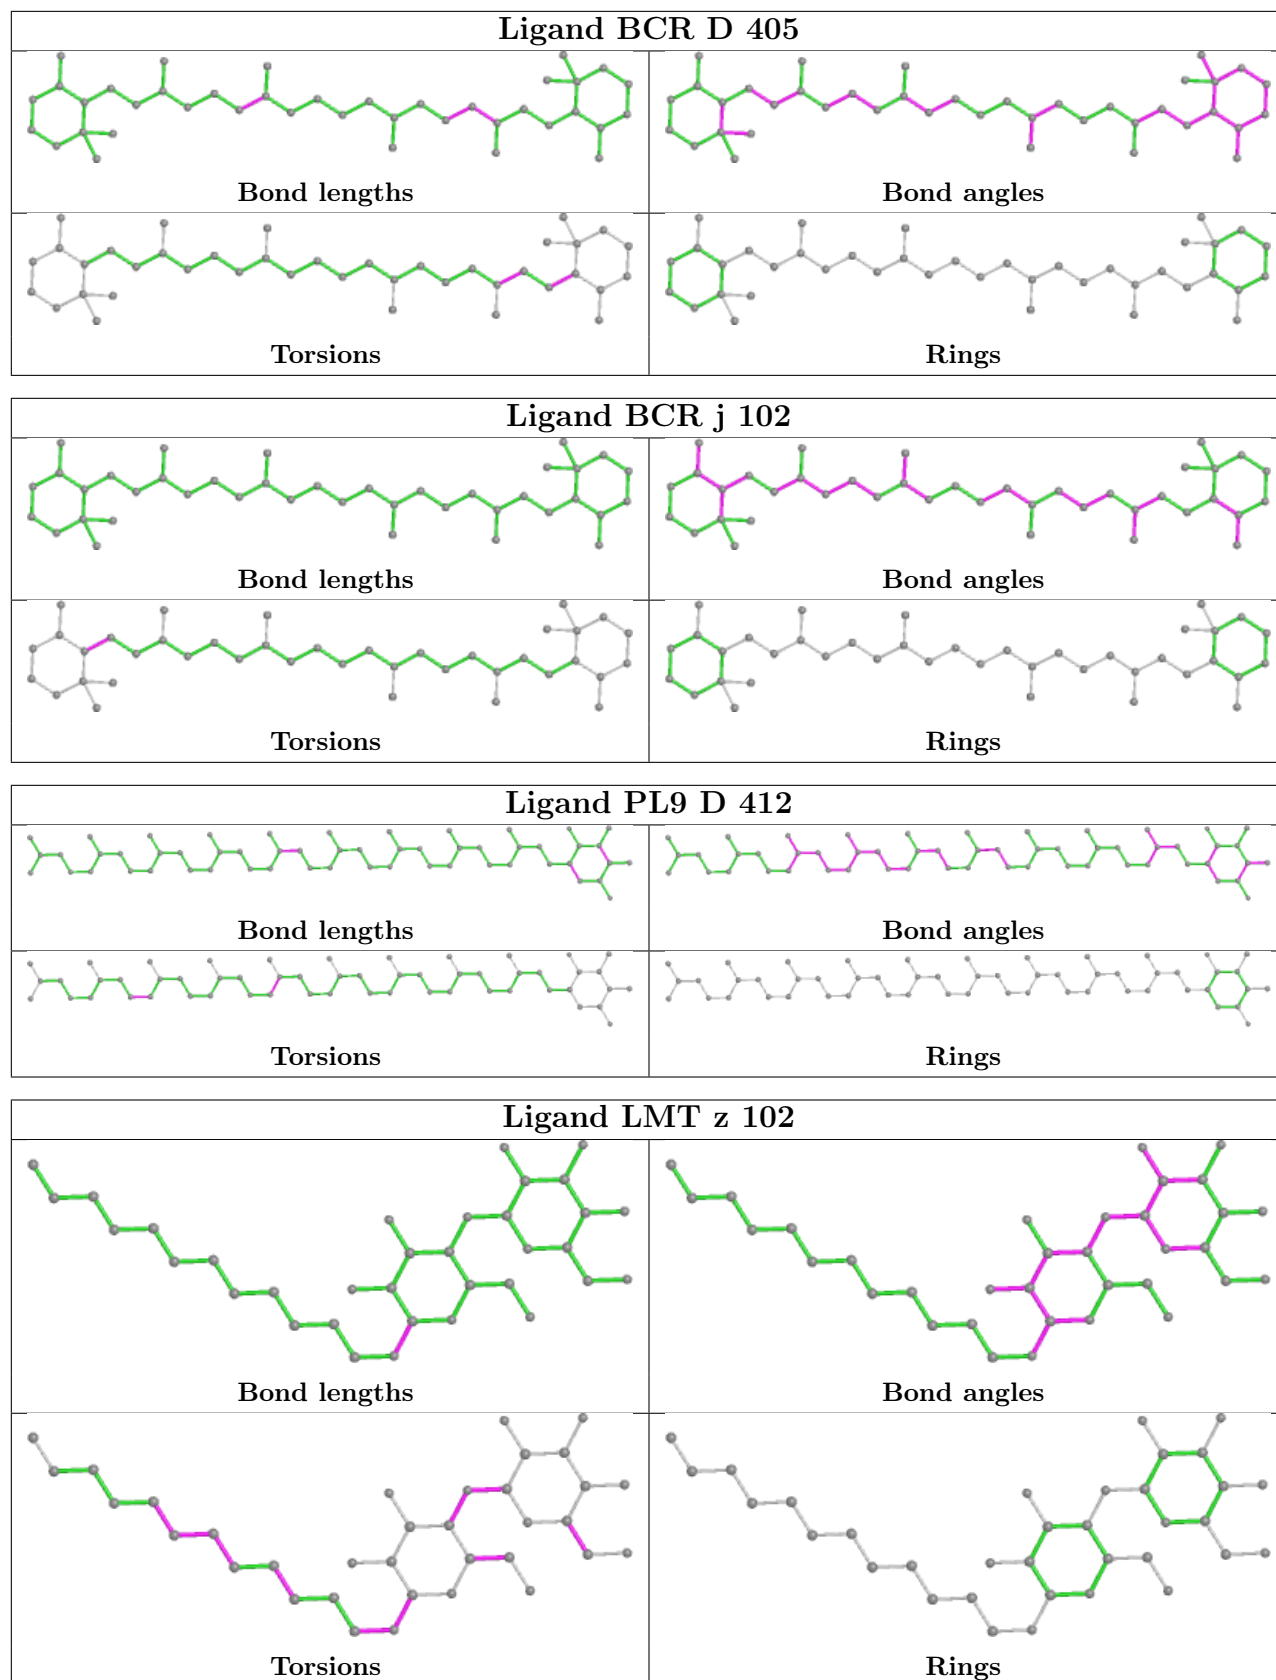 Ligand BCR D 405
Bond lengths
Bond angles
Torsions
Rings
Ligand BCR j 102
Bond lengths
Bond angles
Torsions
Rings
Ligand PL9 D 412
Bond lengths
Bond angles
Torsions
Rings
Ligand LMT z 102
Bond lengths
Bond angles
Torsions
Rings